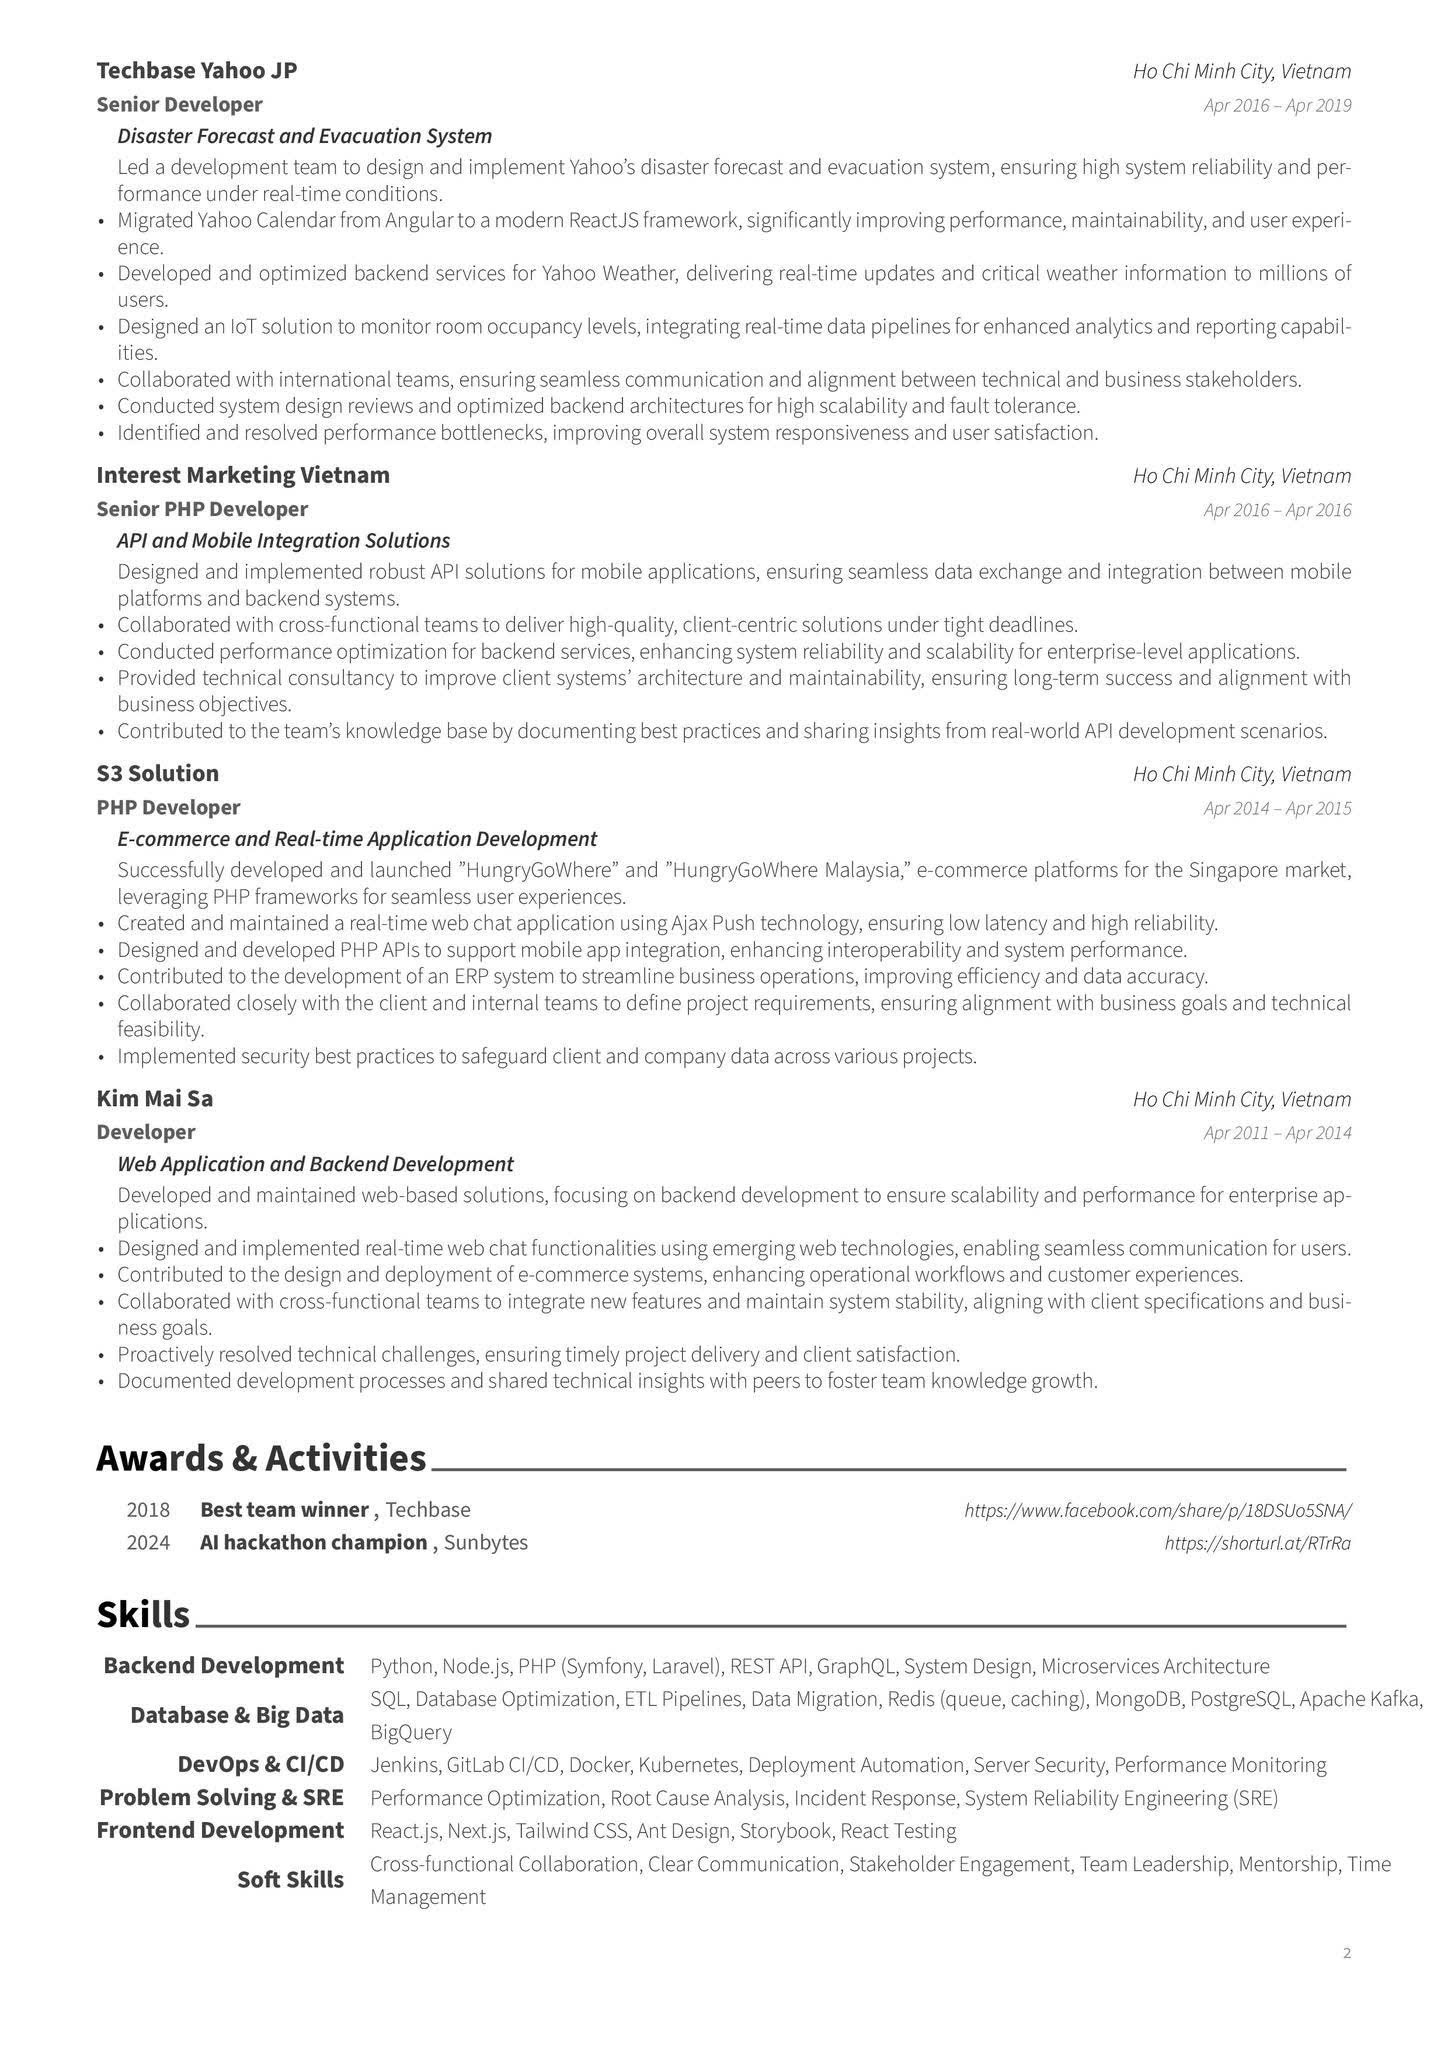 Techbase Yahoo JP Ho Chi Minh City, Vietnam
Senior Developer Apr 2016 – Apr 2019
Disaster Forecast and Evacuation System
Led a development team to design and implement Yahoo’s disaster forecast and evacuation system, ensuring high system reliability and per-
formance under real-time conditions.
• Migrated Yahoo Calendar from Angular to a modern ReactJS framework, significantly improving performance, maintainability, and user experi-
ence.
• Developed and optimized backend services for Yahoo Weather, delivering real-time updates and critical weather information to millions of
users.
• Designed an IoT solution to monitor room occupancy levels, integrating real-time data pipelines for enhanced analytics and reporting capabil-
ities.
• Collaborated with international teams, ensuring seamless communication and alignment between technical and business stakeholders.
• Conducted system design reviews and optimized backend architectures for high scalability and fault tolerance.
• Identified and resolved performance bottlenecks, improving overall system responsiveness and user satisfaction.
Interest Marketing Vietnam Ho Chi Minh City, Vietnam
Senior PHP Developer Apr 2016 – Apr 2016
API and Mobile Integration Solutions
Designed and implemented robust API solutions for mobile applications, ensuring seamless data exchange and integration between mobile
platforms and backend systems.
• Collaborated with cross-functional teams to deliver high-quality, client-centric solutions under tight deadlines.
• Conducted performance optimization for backend services, enhancing system reliability and scalability for enterprise-level applications.
• Provided technical consultancy to improve client systems’ architecture and maintainability, ensuring long-term success and alignment with
business objectives.
• Contributed to the team’s knowledge base by documenting best practices and sharing insights from real-world API development scenarios.
S3 Solution Ho Chi Minh City, Vietnam
PHP Developer Apr 2014 – Apr 2015
E-commerce and Real-time Application Development
Successfully developed and launched ”HungryGoWhere” and ”HungryGoWhere Malaysia,” e-commerce platforms for the Singapore market,
leveraging PHP frameworks for seamless user experiences.
• Created and maintained a real-time web chat application using Ajax Push technology, ensuring low latency and high reliability.
• Designed and developed PHP APIs to support mobile app integration, enhancing interoperability and system performance.
• Contributed to the development of an ERP system to streamline business operations, improving efficiency and data accuracy.
• Collaborated closely with the client and internal teams to define project requirements, ensuring alignment with business goals and technical
feasibility.
• Implemented security best practices to safeguard client and company data across various projects.
Kim Mai Sa Ho Chi Minh City, Vietnam
Developer Apr 2011 – Apr 2014
Web Application and Backend Development
Developed and maintained web-based solutions, focusing on backend development to ensure scalability and performance for enterprise ap-
plications.
• Designed and implemented real-time web chat functionalities using emerging web technologies, enabling seamless communication for users.
• Contributed to the design and deployment of e-commerce systems, enhancing operational workflows and customer experiences.
• Collaborated with cross-functional teams to integrate new features and maintain system stability, aligning with client specifications and busi-
ness goals.
• Proactively resolved technical challenges, ensuring timely project delivery and client satisfaction.
• Documented development processes and shared technical insights with peers to foster team knowledge growth.
Awards & Activities
2018 Best team winner , Techbase https://www.facebook.com/share/p/18DSUo5SNA/
2024 AI hackathon champion , Sunbytes https://shorturl.at/RTrRa
Skills
Backend Development Python, Node.js, PHP (Symfony, Laravel), REST API, GraphQL, System Design, Microservices Architecture
Database & Big Data SQL, Database Optimization, ETL Pipelines, Data Migration, Redis (queue, caching), MongoDB, PostgreSQL, Apache Kafka,
BigQuery
DevOps & CI/CD Jenkins, GitLab CI/CD, Docker, Kubernetes, Deployment Automation, Server Security, Performance Monitoring
Problem Solving & SRE Performance Optimization, Root Cause Analysis, Incident Response, System Reliability Engineering (SRE)
Frontend Development React.js, Next.js, Tailwind CSS, Ant Design, Storybook, React Testing
Soft Skills Cross-functional Collaboration, Clear Communication, Stakeholder Engagement, Team Leadership, Mentorship, Time
Management
2